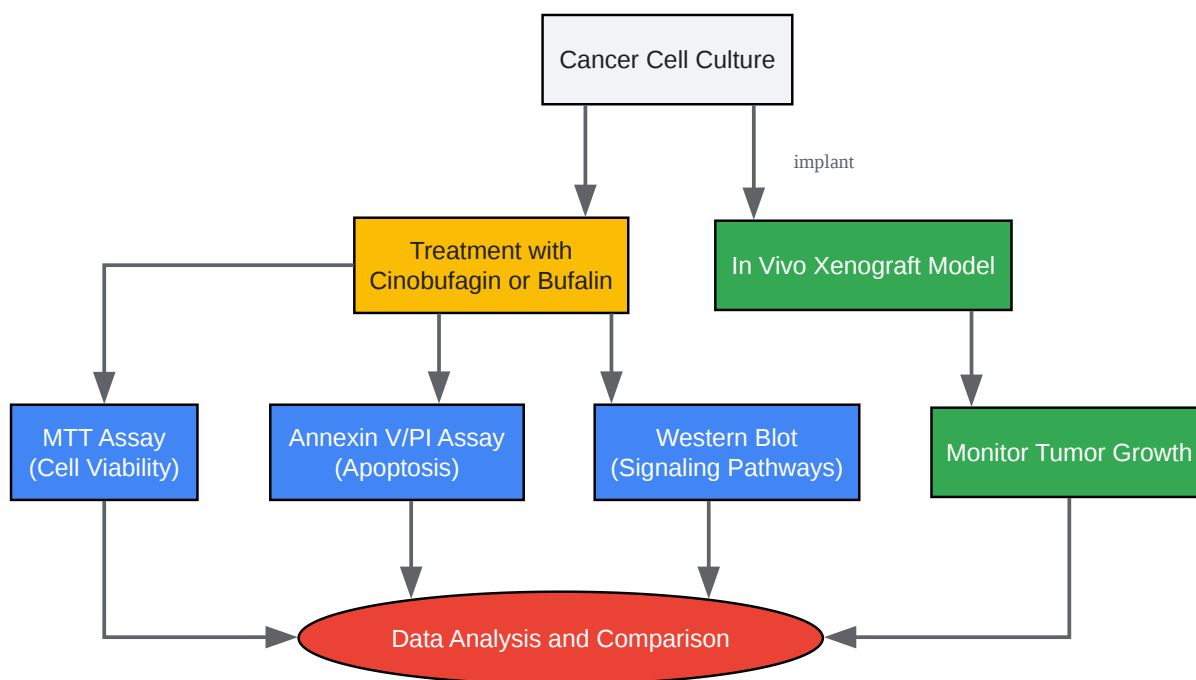 Cancer Cell Culture
implant
Treatment with
Cinobufagin or Bufalin
In Vivo Xenograft Model
MTT Assay
(Cell Viability)
Annexin V/PI Assay
(Apoptosis)
Western Blot
(Signaling Pathways)
Monitor Tumor Growth
Data Analysis and Comparison